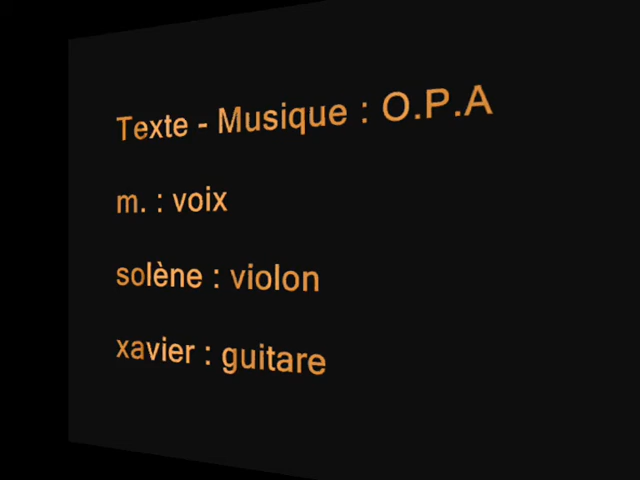 Texte - Musique : O.P.A
m. : voix
solène : violon
xavier : guitare